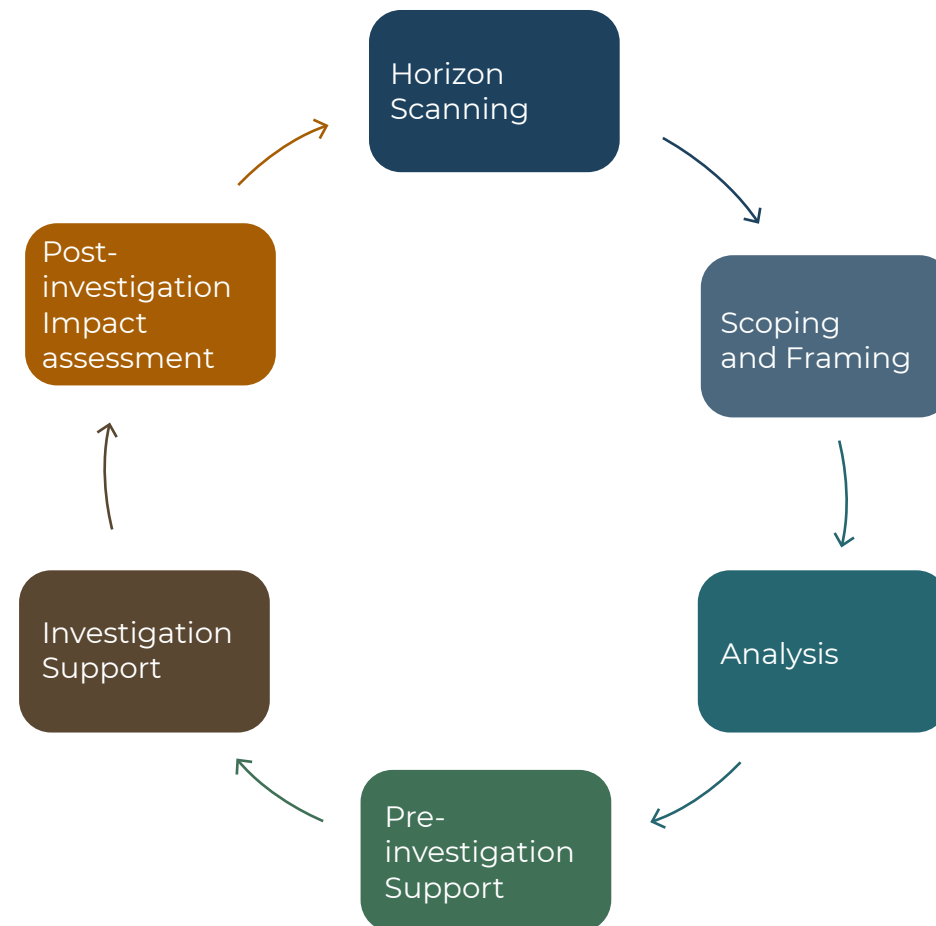 Horizon
Scanning
Scoping
and Framing
Analysis
Pre-
investigation
Support
Investigation
Support
Post-
investigation
Impact
assessment